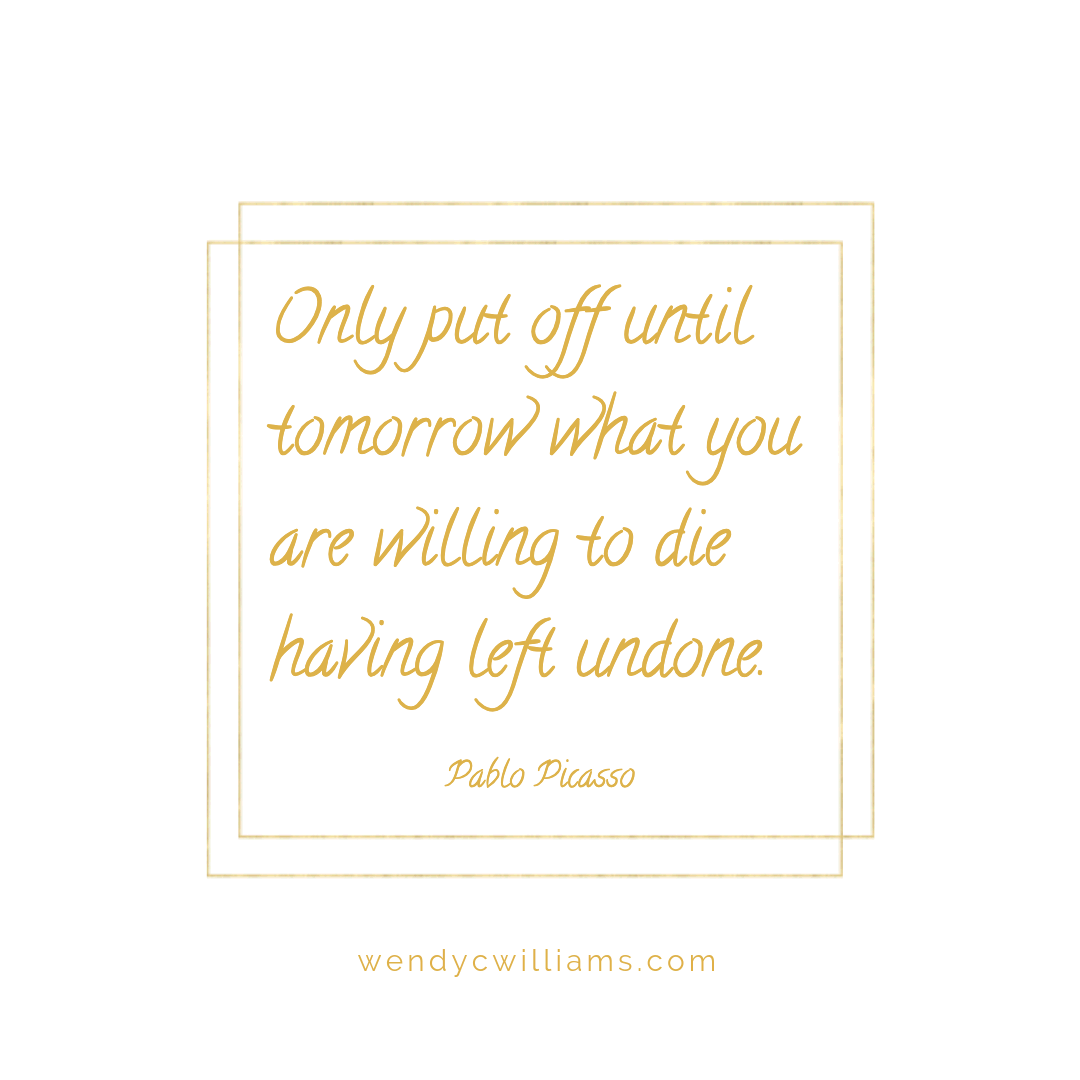 Only put off until
tomorrow what you
are willing to die
having left undone.
Pablo Picasso
wendycwilliams.com